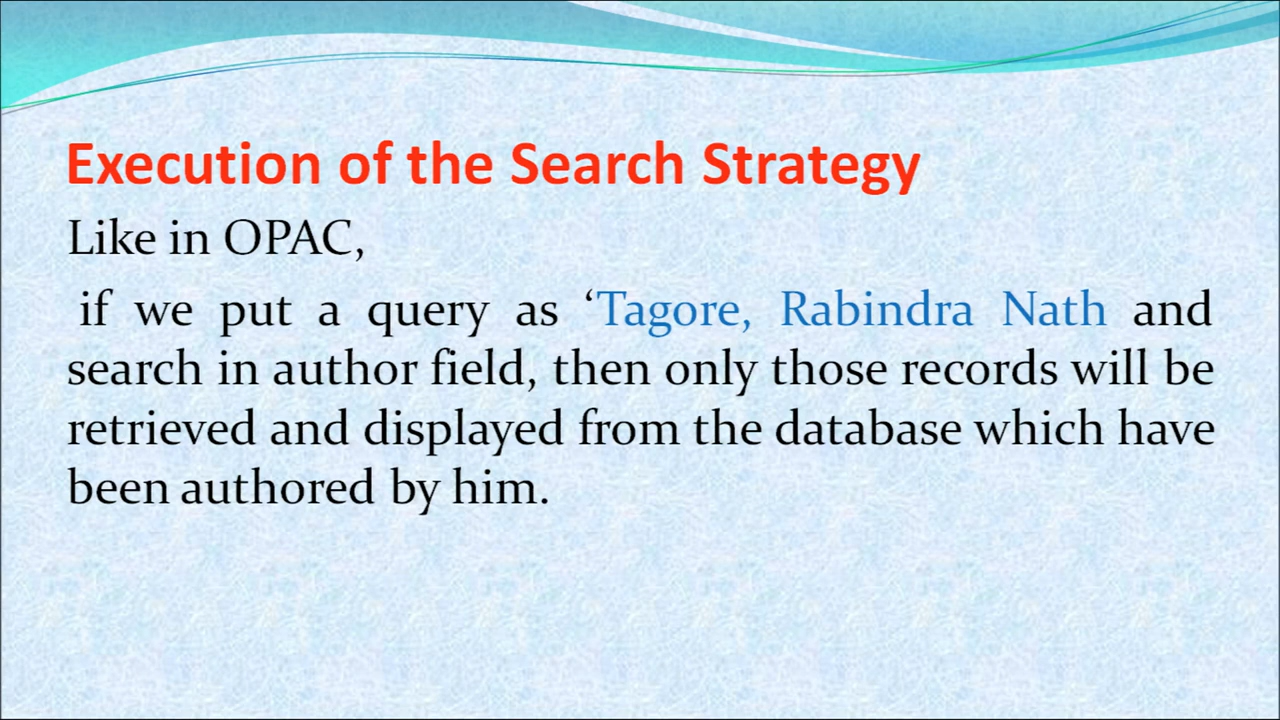 Execution of the Search Strategy
Like in OPAC,
if we put a query as ‘Tagore, Rabindra Nath and
search in author field, then only those records will be
retrieved and displayed from the database which have
been authored by him.